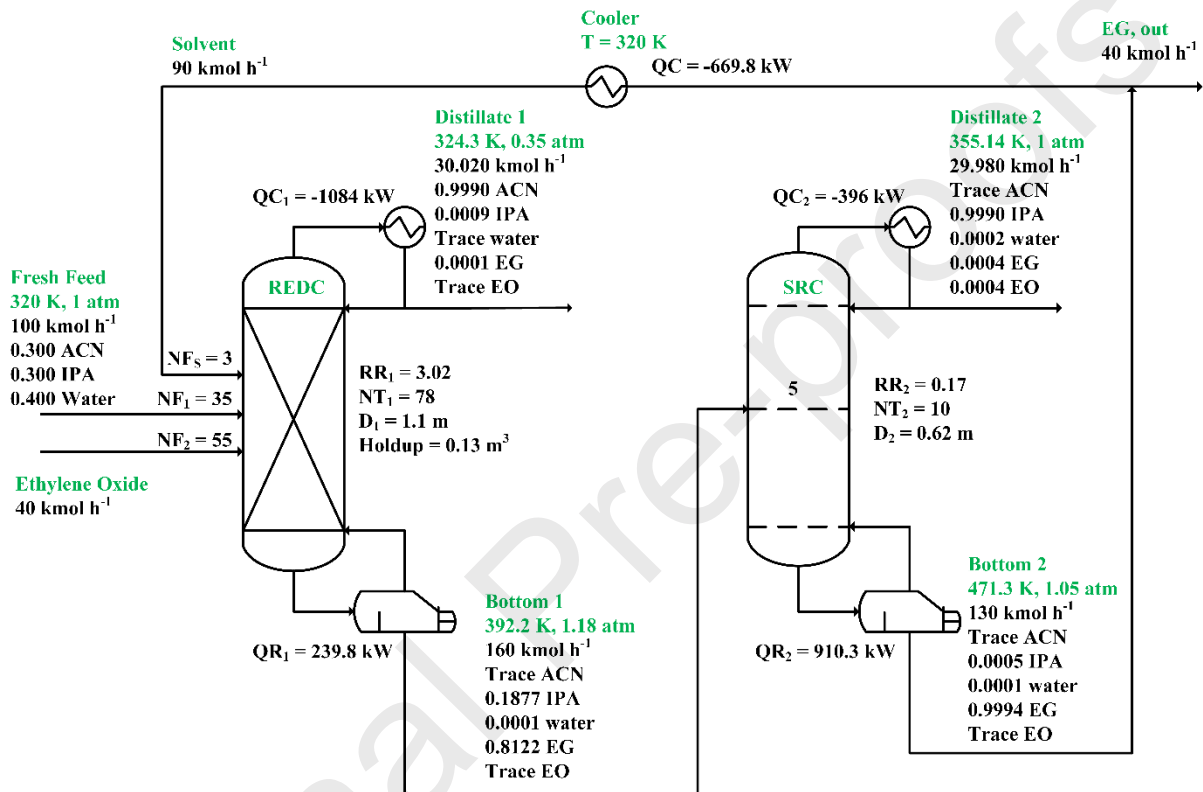 Cooler
T = 320 K
QC = -669.8 kW
EG, out
40 kmol h-1
Solvent
90 kmol h-1
Distillate 1
324.3 K, 0.35 atm
30.020 kmol h-1
0.9990 ACN
0.0009 IPA
Trace water
0.0001 EG
Trace EO
QC1 = -1084 kW
Distillate 2
355.14 K, 1 atm
29.980 kmol h-1
Trace ACN
0.9990 IPA
0.0002 water
0.0004 EG
0.0004 EO
QC2 = -396 kW
Fresh Feed
320 K, 1 atm
100 kmol h-1
0.300 ACN
0.300 IPA
0.400 Water
REDC
NFS = 3
NF1 = 35
NF2 = 55
RR1 = 3.02
NT1 = 78
D1 = 1.1 m
Holdup = 0.13 m3
Ethylene Oxide
40 kmol h-1
SRC
5
RR2 = 0.17
NT2 = 10
D2 = 0.62 m
QR1 = 239.8 kW
Bottom 1
392.2 K, 1.18 atm
160 kmol h-1
Trace ACN
0.1877 IPA
0.0001 water
0.8122 EG
Trace EO
QR2 = 910.3 kW
Bottom 2
471.3 K, 1.05 atm
130 kmol h-1
Trace ACN
0.0005 IPA
0.0001 water
0.9994 EG
Trace EO
nal Pre-proofs